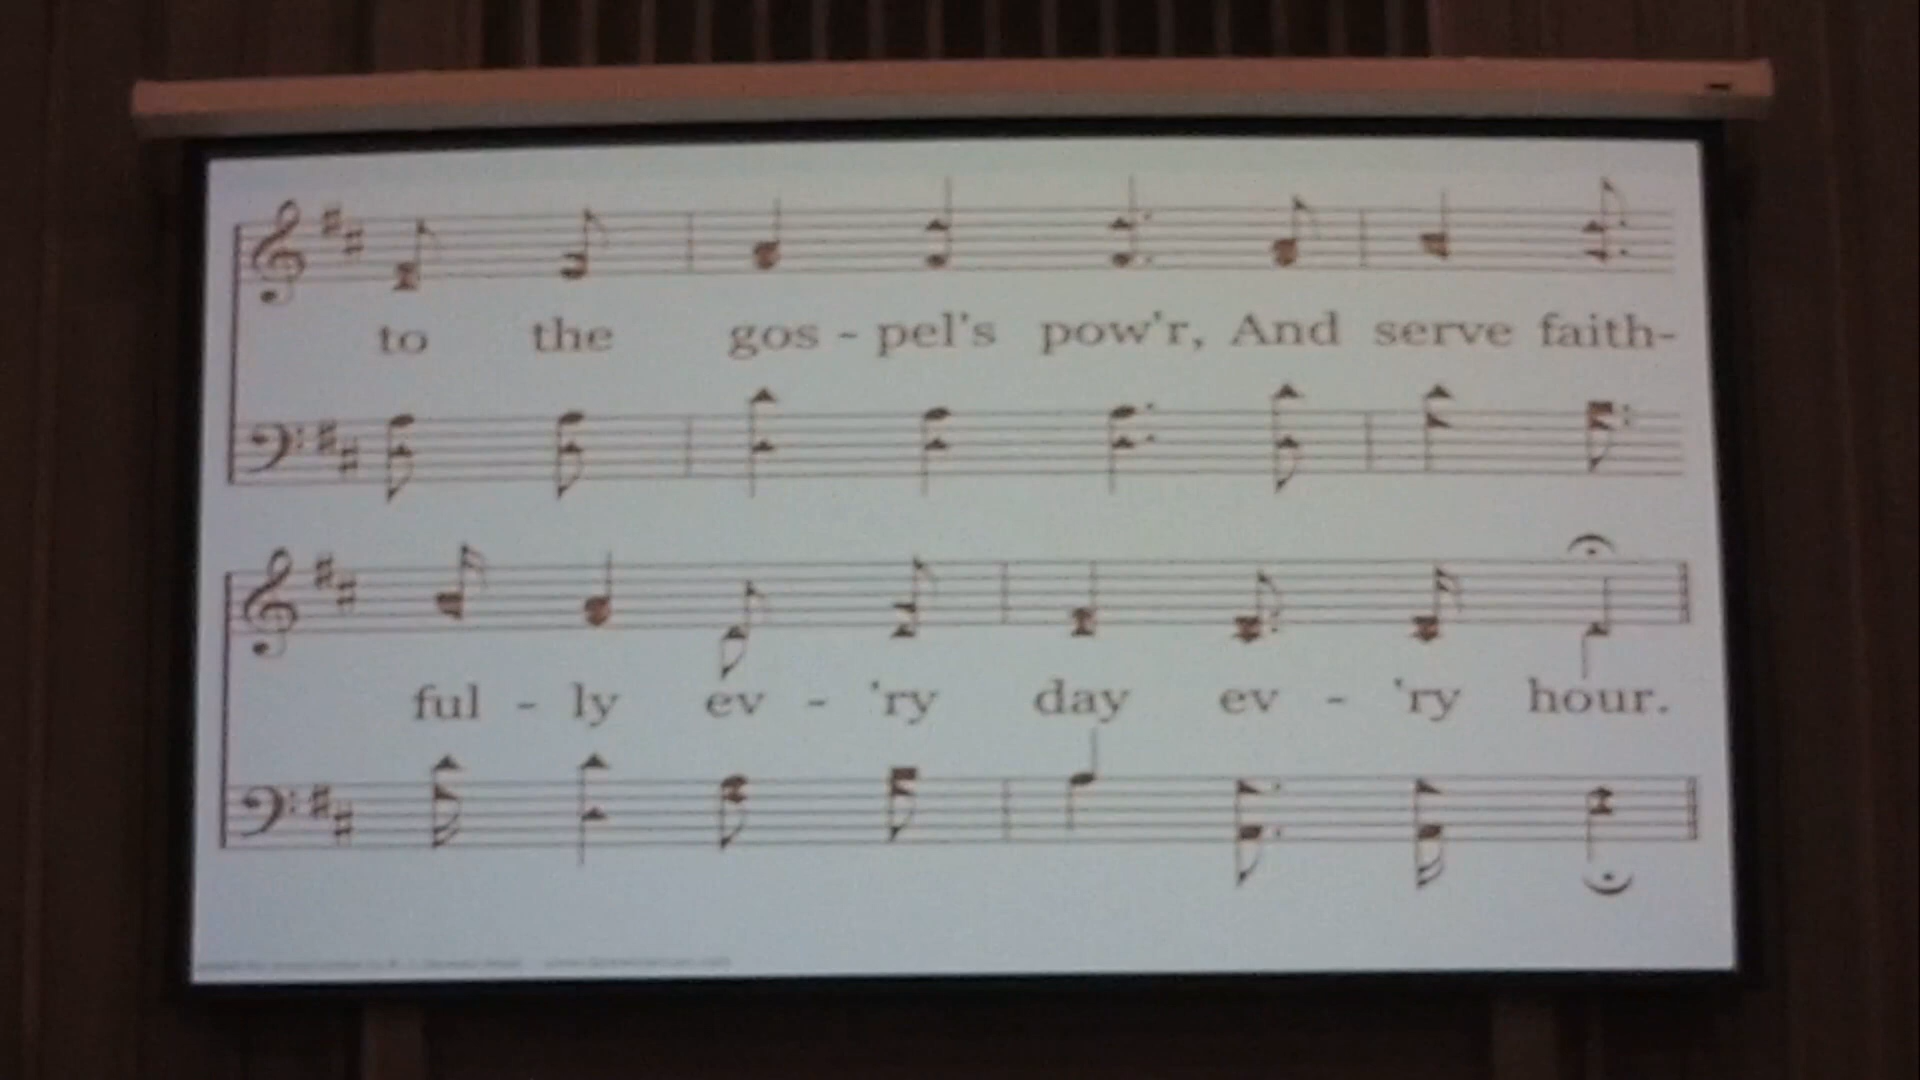 to the gos - pel's pow'r, And serve faith-
ful - ly ev - 'ry day ev - 'ry hour.